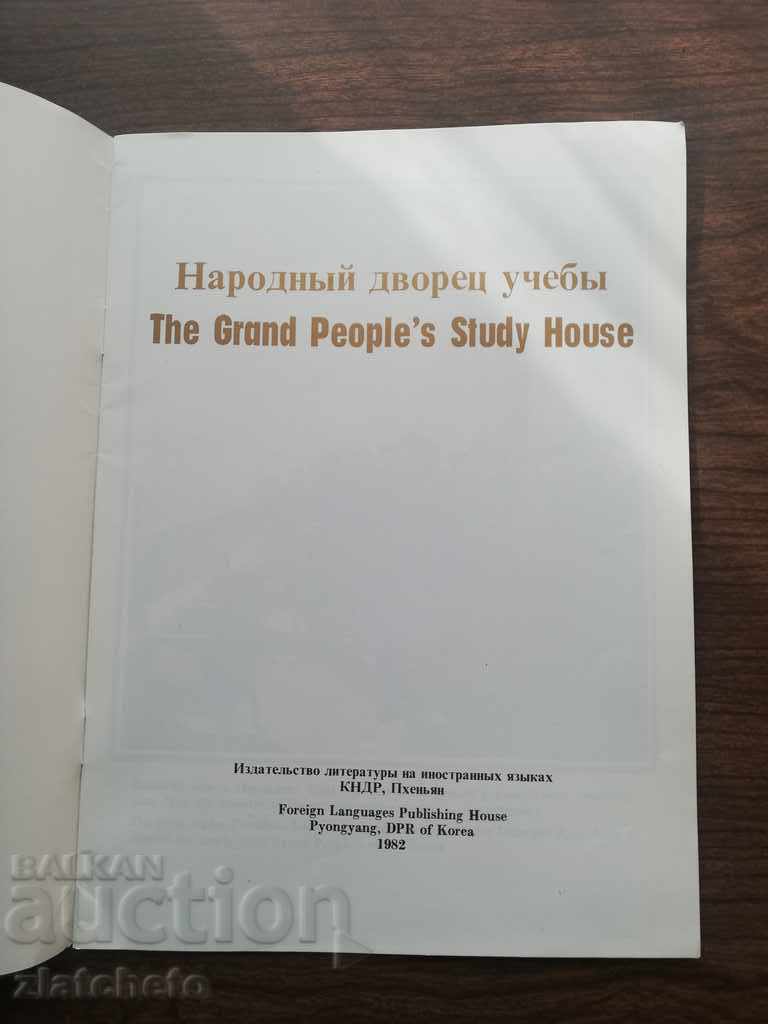 Народный дворец учебы
The Grand People's Study House
Издательство литературы на иностранных языках
КНДР, Пхеньян
Foreign Languages Publishing House
Pyongyang, DPR of Korea
1982
BALKAN
auction
zlatcheto